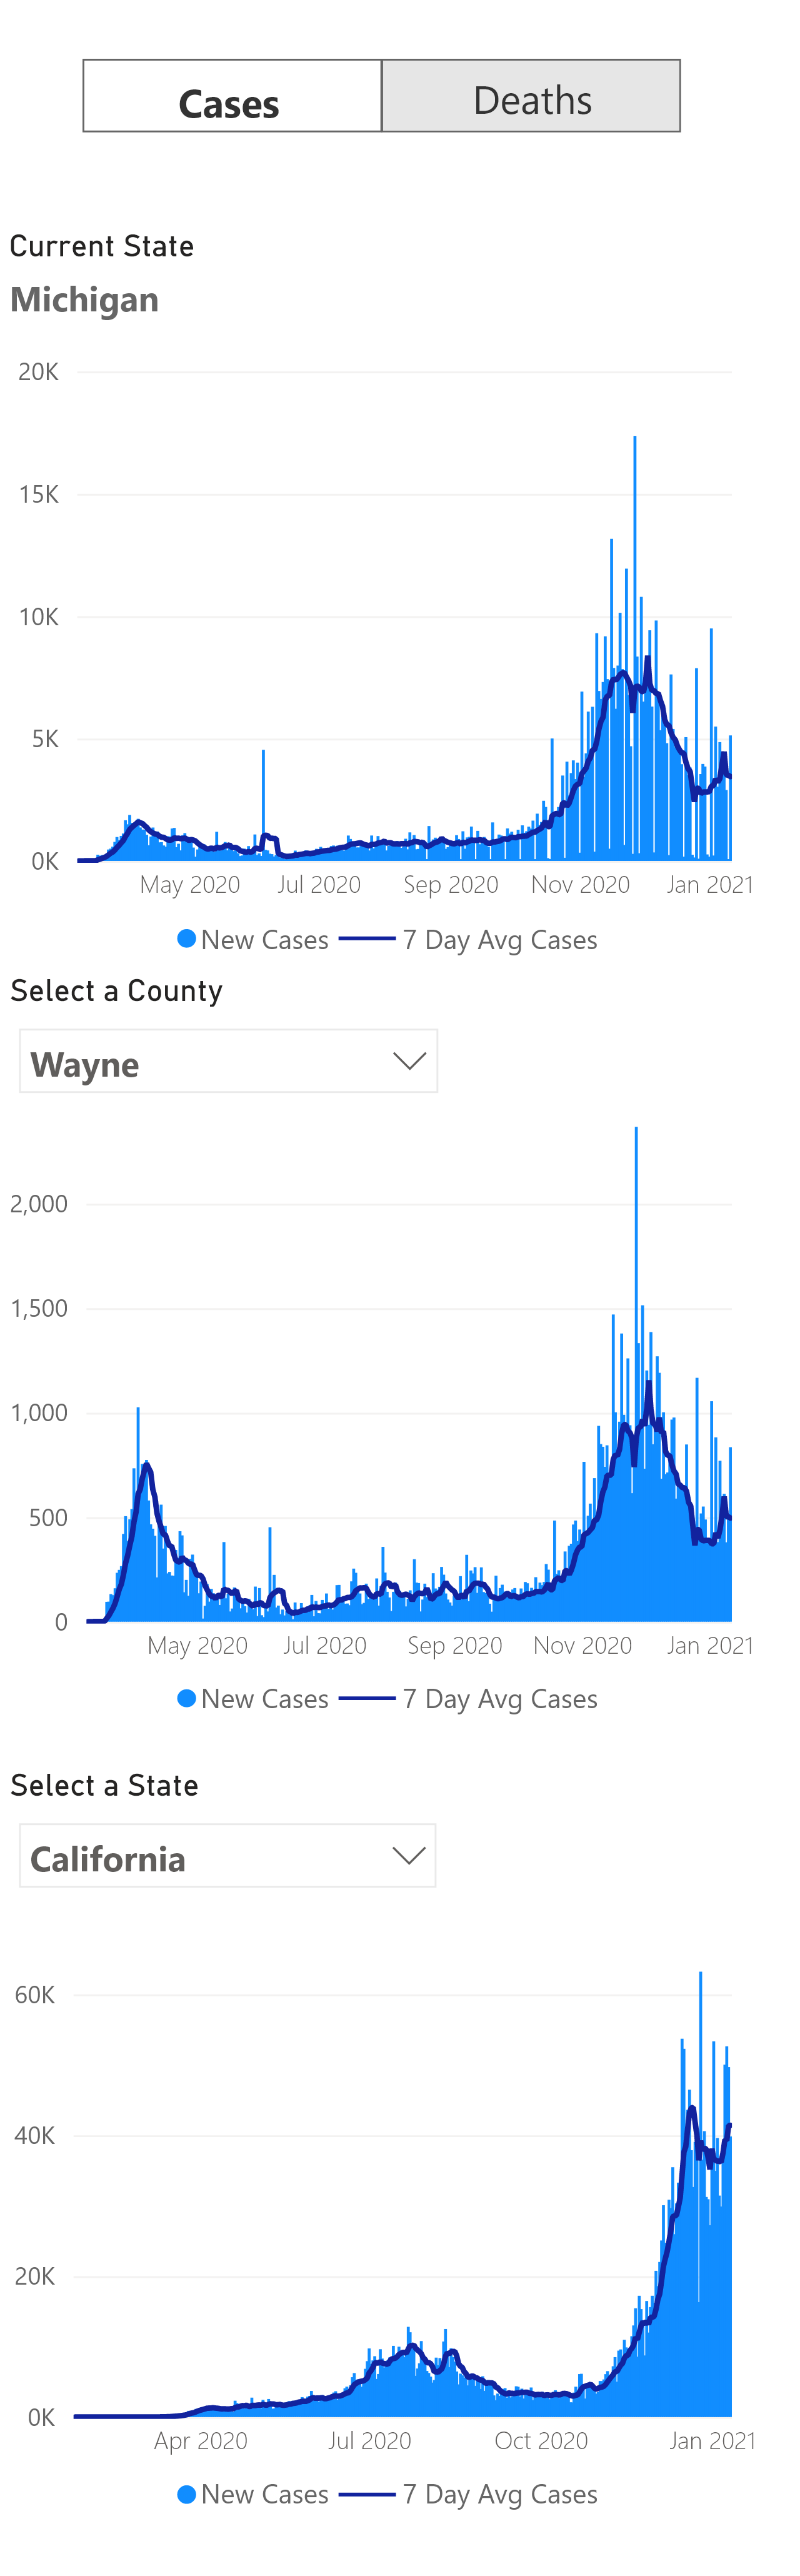 Cases Deaths
Current State
Michigan
20K
15K
10K
5K
0K
May 2020 Jul 2020 Sep 2020 Nov 2020 Jan 2021
New Cases 7 Day Avg Cases
Select a County
Wayne
2,000
1,500
1,000
500
0
May 2020 Jul 2020 Sep 2020 Nov 2020 Jan 2021
New Cases 7 Day Avg Cases
Select a State
California
60K
40K
20K
0K
Apr 2020 Jul 2020 Oct 2020 Jan 2021
New Cases 7 Day Avg Cases